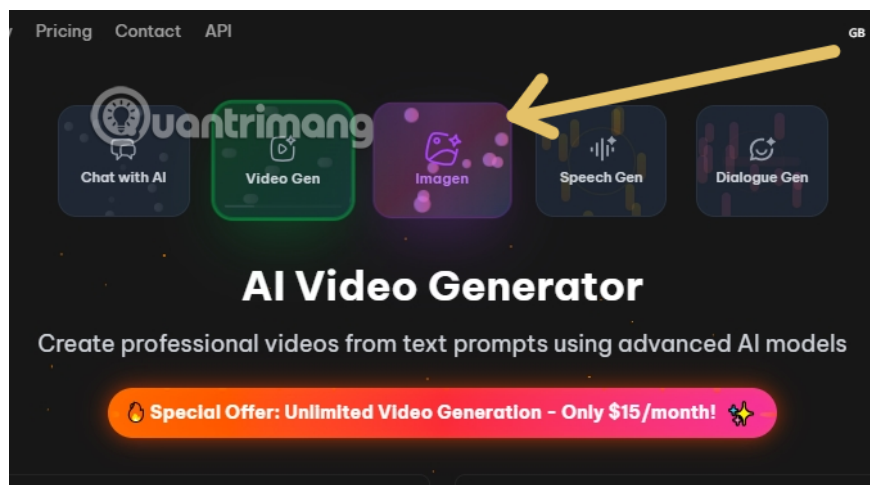 Pricing Contact API GB
Quantrimang
Chat with AI Video Gen Imagen Speech Gen Dialogue Gen
AI Video Generator
Create professional videos from text prompts using advanced AI models
🔥 Special Offer: Unlimited Video Generation - Only $15/month! ✨